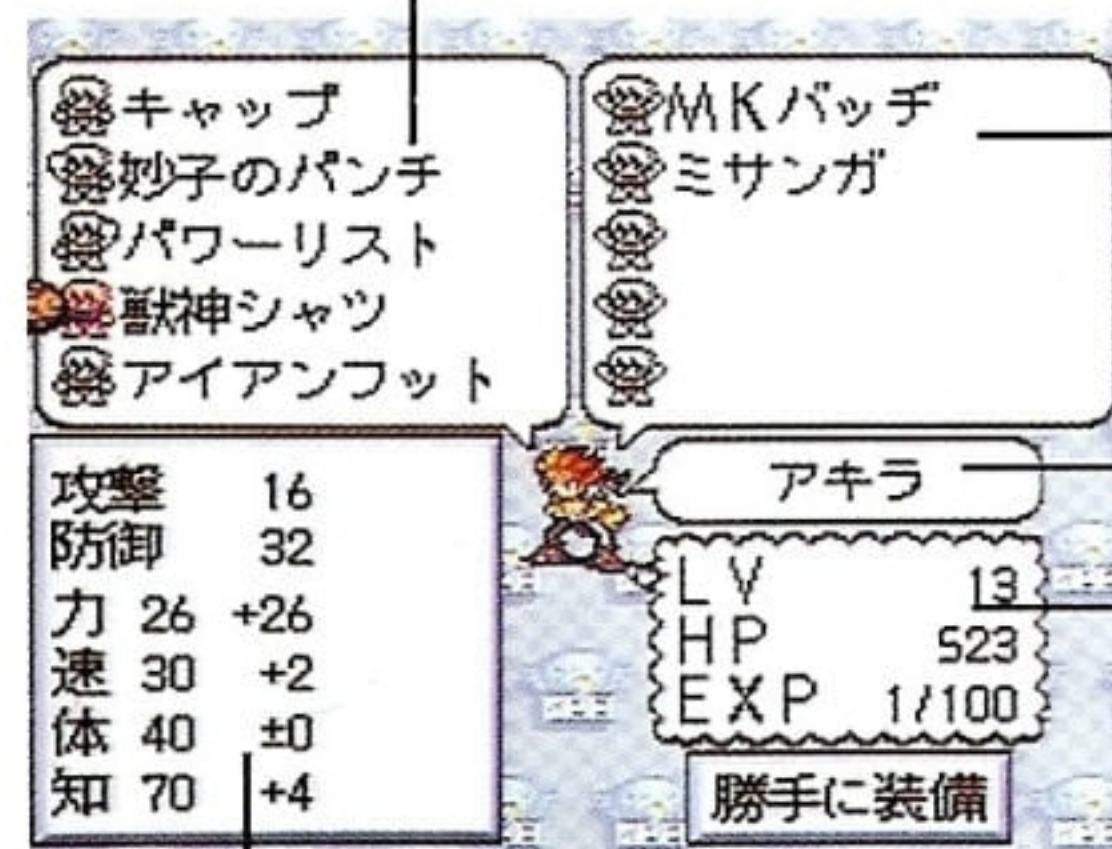 キャップ
妙子のパンチ
パワーリスト
獣神シャツ
アイアンフット
MKバッヂ
ミサンガ
アキラ
攻撃 16
防御 32
力 26 +26
速 30 +2
体 40 ±0
知 70 +4
LV 13
HP 523
EXP 1/100
勝手に装備